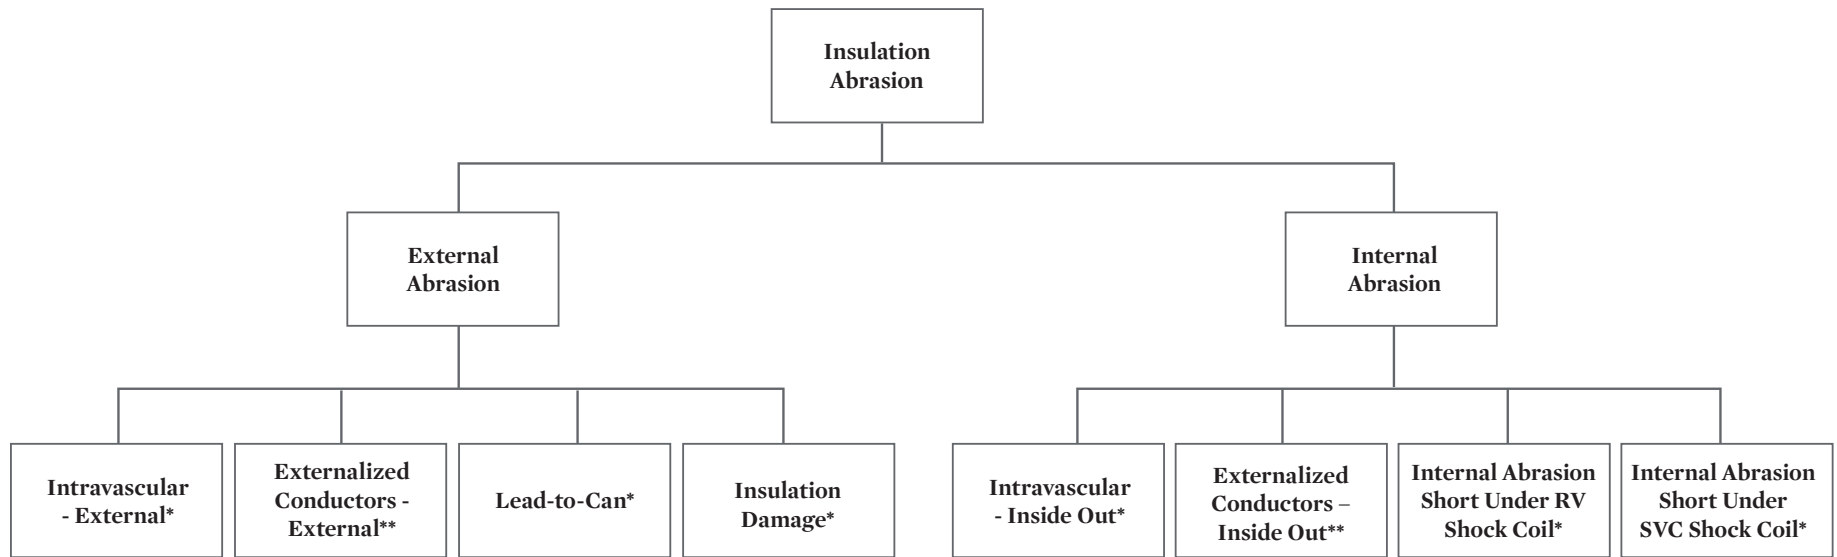 Insulation
Abrasion
External
Abrasion
Internal
Abrasion
Intravascular
- External*
Externalized
Conductors -
External**
Lead-to-Can*
Insulation
Damage*
Intravascular
- Inside Out*
Externalized
Conductors –
Inside Out**
Internal Abrasion
Short Under RV
Shock Coil*
Internal Abrasion
Short Under
SVC Shock Coil*